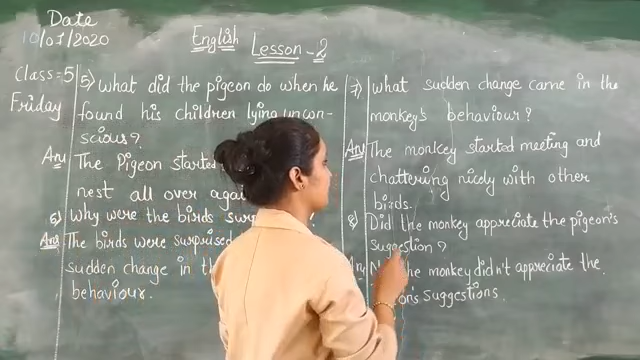 Date
10/07/2020
English
Lesson-2
Class=5
Friday
5) What did the pigeon do when he
found his children lying uncon-
scious?
Ans The Pigeon started
nest all over
6) Why were the birds
Ans The birds were surprised
sudden change in
behaviour.
7) What sudden change came in the
monkey's behaviour?
Ans The monkey started meeting and
chattering nicely with other
birds.
8) Did the monkey appreciate the pigeon's
suggestion?
the monkey didn't appreciate the
suggestions.